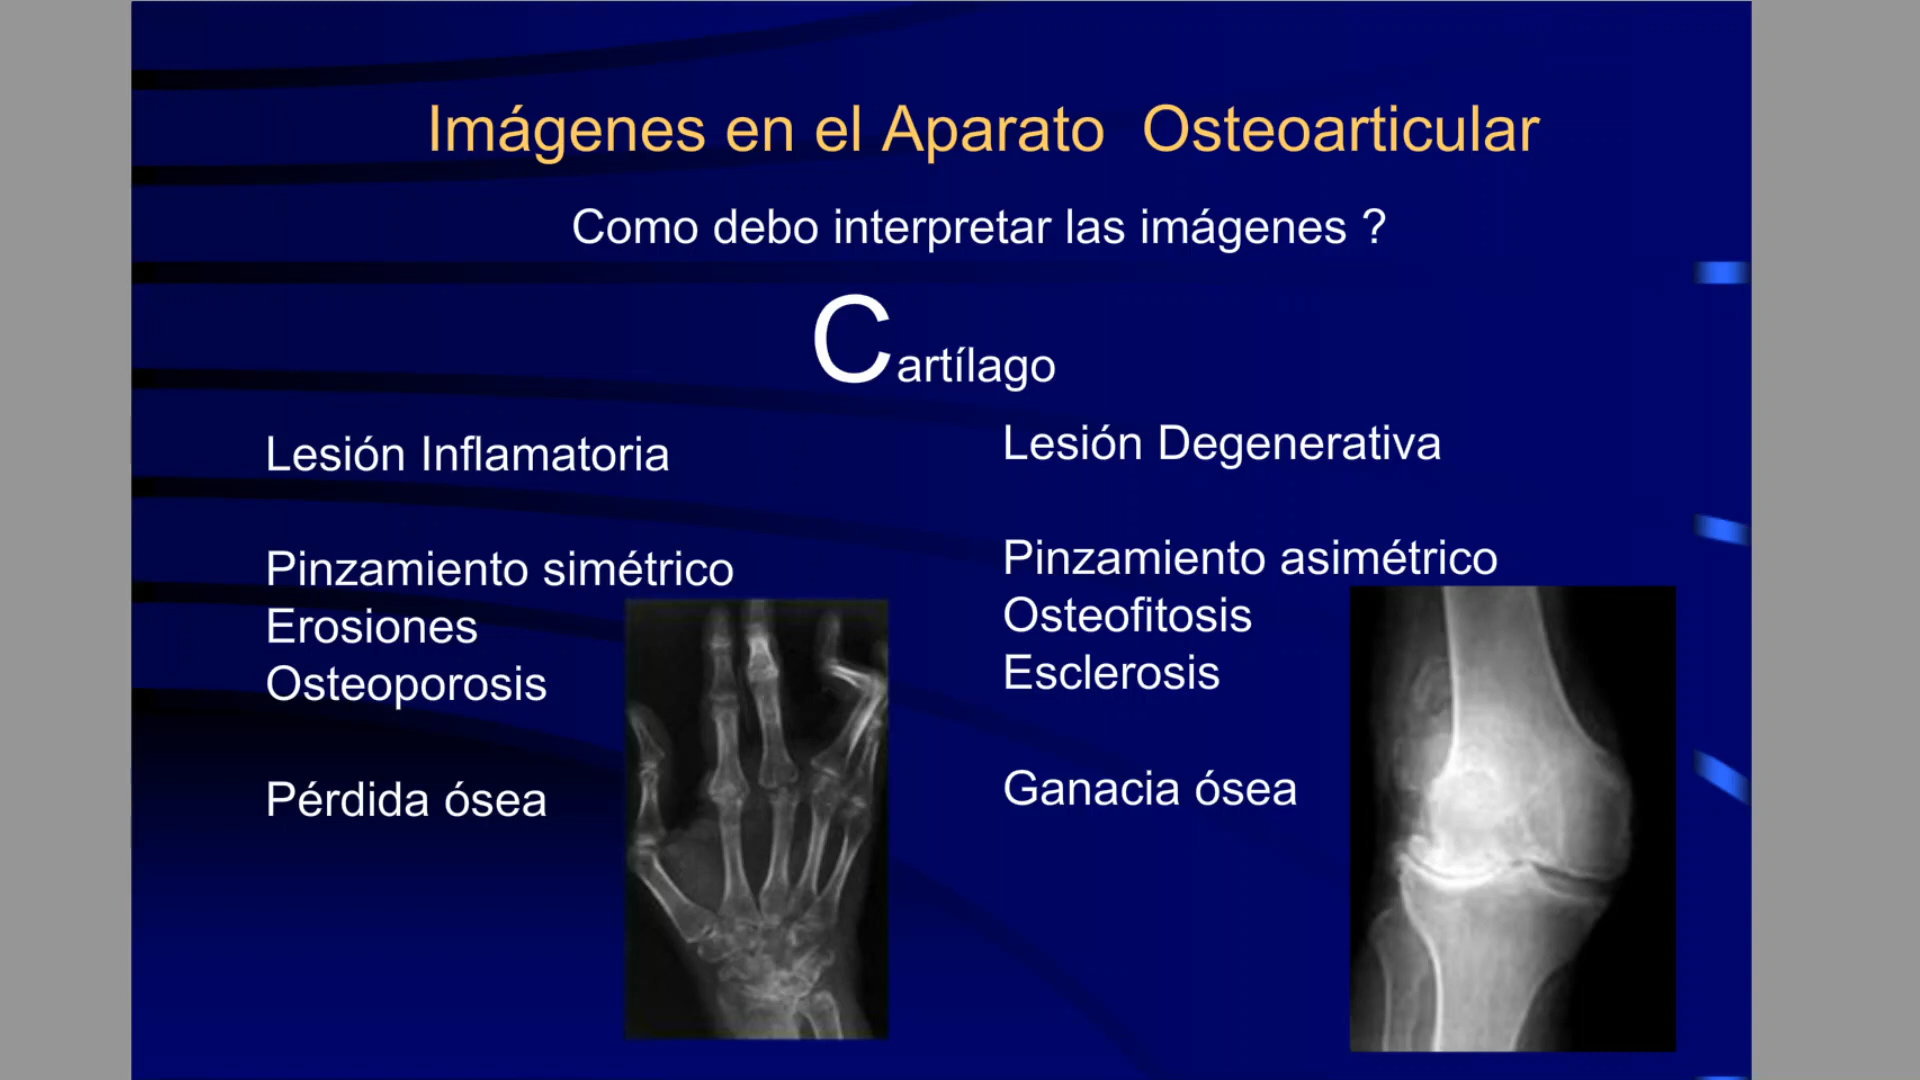 Imágenes en el Aparato  Osteoarticular
Como debo interpretar las imágenes ?
Cartílago
Lesión Inflamatoria
Pinzamiento simétrico
Erosiones
Osteoporosis
Pérdida ósea
Lesión Degenerativa
Pinzamiento asimétrico
Osteofitosis
Esclerosis
Ganacia ósea